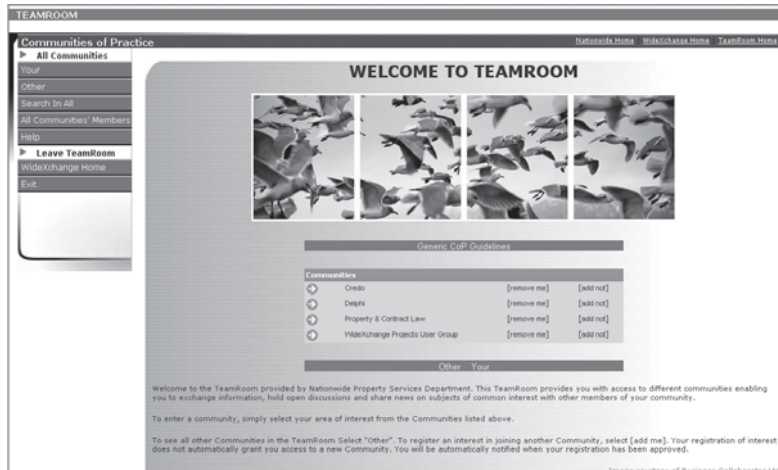 TEAMROOM
Communities of Practice
Nationwide Home WideXchange Home TeamRoom Home
All Communities
Your
Other
Search In All
All Communities' Members
Help
Leave TeamRoom
WideXchange Home
Exit
WELCOME TO TEAMROOM
Generic CoP Guidelines
Communities
Credo [remove me] [add not]
Delphi [remove me] [add not]
Property & Contract Law [remove me] [add not]
WideXchange Projects User Group [remove me] [add not]
Other Your
Welcome to the TeamRoom provided by Nationwide Property Services Department. This TeamRoom provides you with access to different communities enabling
you to exchange information, hold open discussions and share news on subjects of common interest with other members of your community.
To enter a community, simply select your area of interest from the Communities listed above.
To see all other Communities in the TeamRoom Select "Other". To register an interest in joining another Community, select [add me]. Your registration of interest
does not automatically grant you access to a new Community. You will be automatically notified when your registration has been approved.